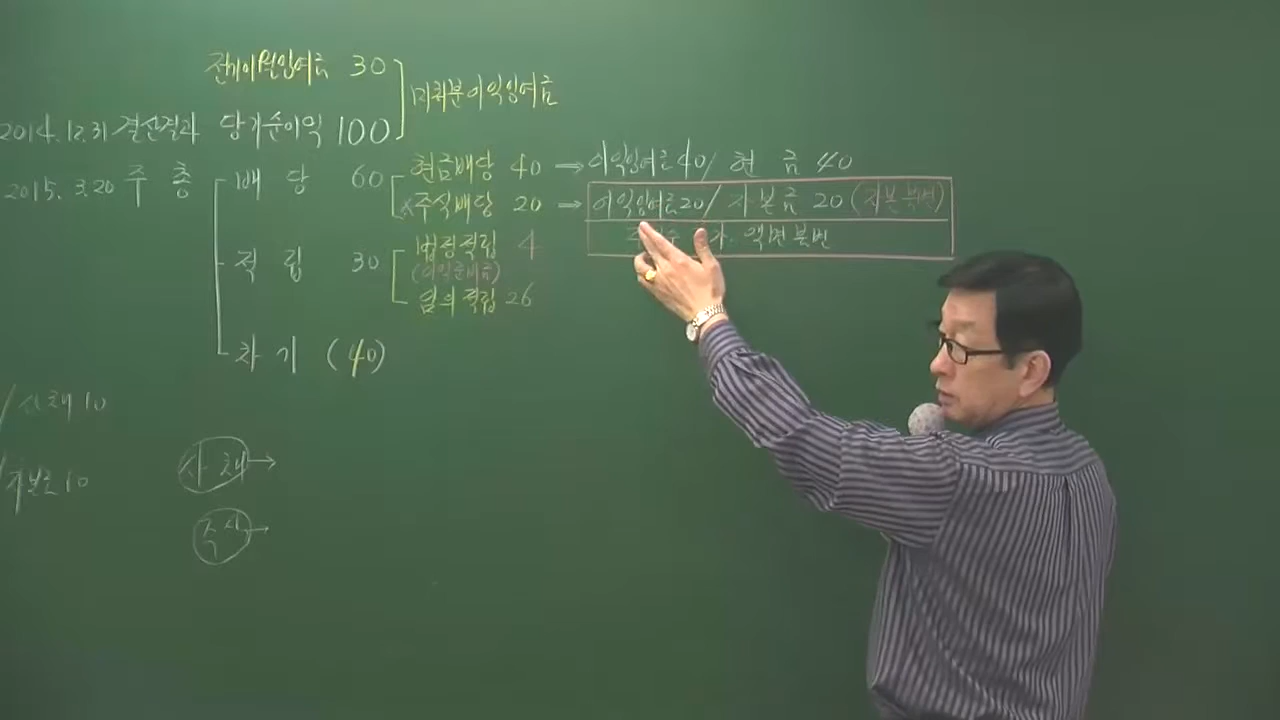 전기이월잉여금 30
미처분이익잉여금
2014.12.31 결산결과 당기순이익 100
2015. 3.20 주총 배당 60 현금배당 40 → 이익잉여금 40 / 현금 40
※주식배당 20 → 이익잉여금 20 / 자본금 20 (자본불변)
액면불변
적립 30 법정적립 4
(이익준비금)
임의적립 26
차기 (40)
/ 사채 10
사채 →
/ 자본금 10
주식 →